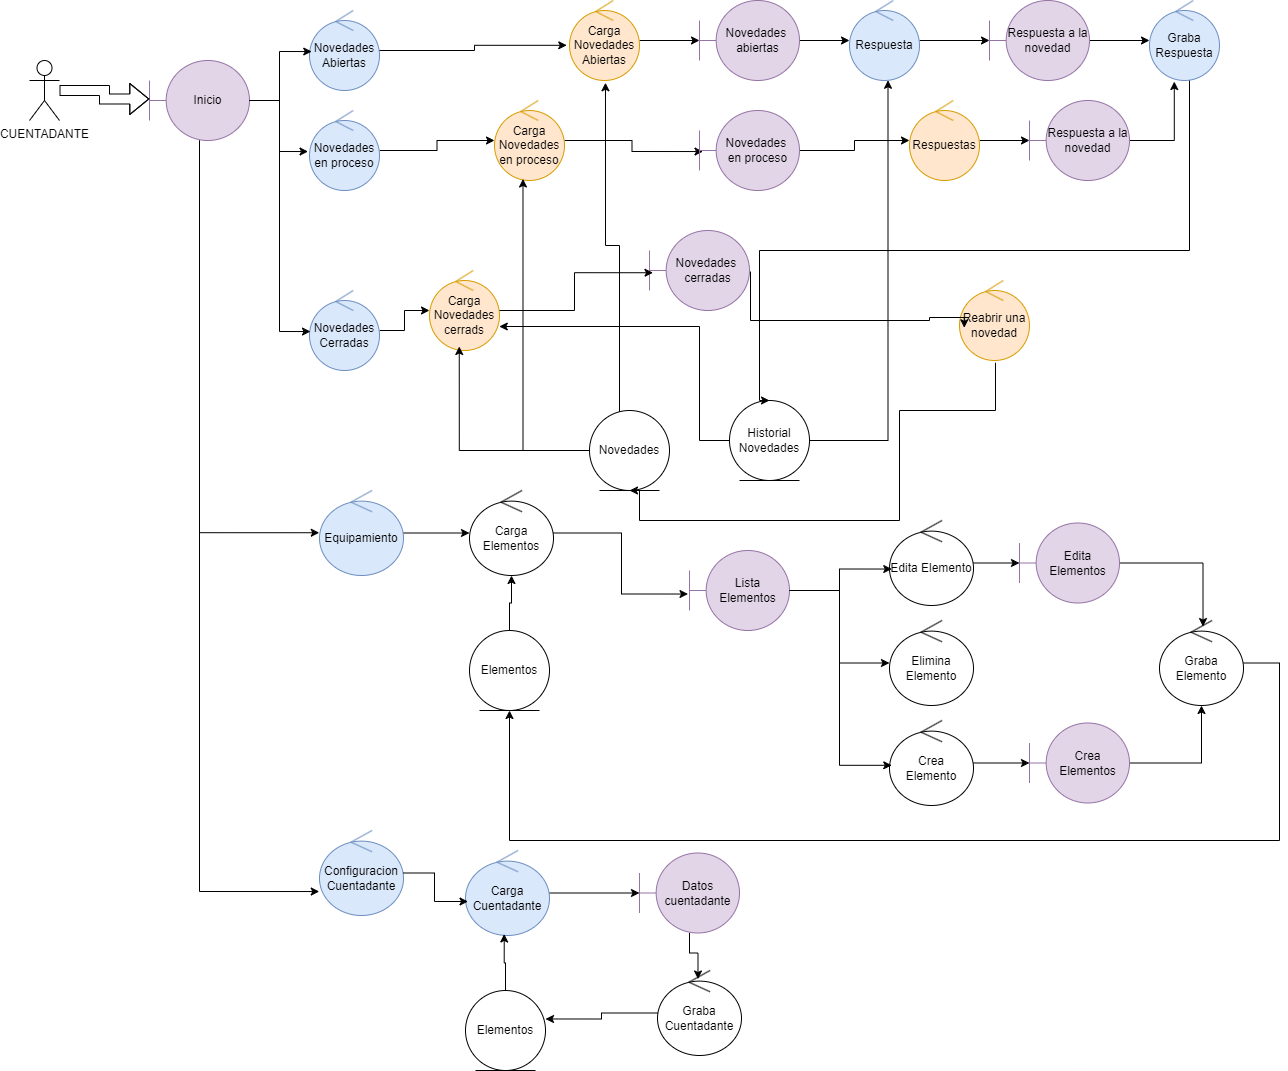 CUENTADANTE
Inicio
Novedades
Abiertas
Carga
Novedades
Abiertas
Novedades
abiertas
Respuesta
Respuesta a la
novedad
Graba
Respuesta
Novedades
en proceso
Carga
Novedades
en proceso
Novedades
en proceso
Respuestas
Respuesta a la
novedad
Novedades
Cerradas
Carga
Novedades
cerrads
Novedades
cerradas
Reabrir una
novedad
Novedades
Historial
Novedades
Equipamiento
Carga
Elementos
Elementos
Lista
Elementos
Edita Elemento
Edita
Elementos
Elimina
Elemento
Graba
Elemento
Crea
Elemento
Crea
Elementos
Configuracion
Cuentadante
Carga
Cuentadante
Datos
cuentadante
Elementos
Graba
Cuentadante